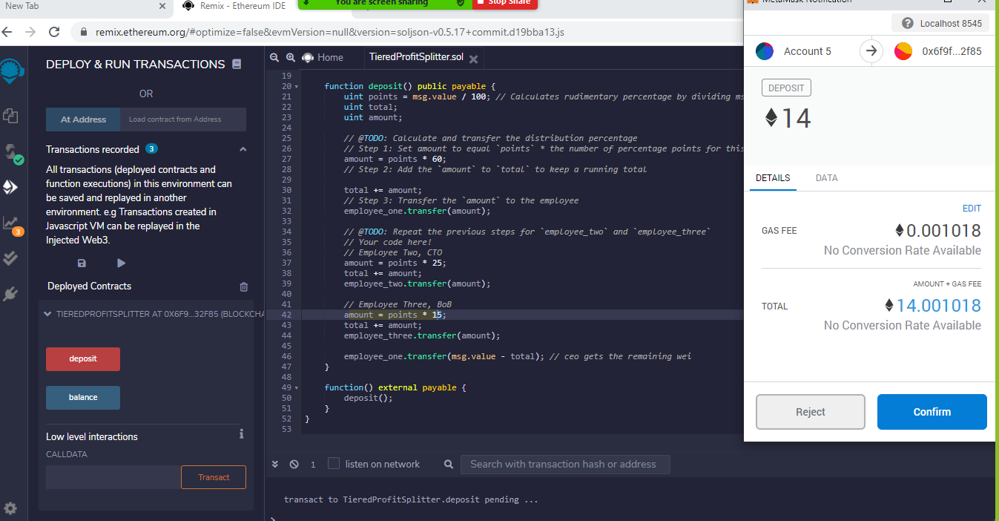 New Tab
Remix - Ethereum IDE
You are screen sharing
Stop Share
remix.ethereum.org/#optimize=false&evmVersion=null&version=soljson-v0.5.17+commit.d19bba13.js
DEPLOY & RUN TRANSACTIONS
OR
At Address
Load contract from Address
Transactions recorded 3
All transactions (deployed contracts and
function executions) in this environment can
be saved and replayed in another
environment. e.g Transactions created in
Javascript VM can be replayed in the
Injected Web3.
3
Deployed Contracts
TIEREDPROFITSPLITTER AT 0X6F9...32F85 (BLOCKCHA
deposit
balance
Low level interactions
CALLDATA
Transact
Home
TieredProfitSplitter.sol
19
20 function deposit() public payable {
21 uint points = msg.value / 100; // Calculates rudimentary percentage by dividing ms
22 uint total;
23 uint amount;
24
25 // @TODO: Calculate and transfer the distribution percentage
26 // Step 1: Set amount to equal `points` * the number of percentage points for this
27 amount = points * 60;
28 // Step 2: Add the `amount` to `total` to keep a running total
29
30 total += amount;
31 // Step 3: Transfer the `amount` to the employee
32 employee_one.transfer(amount);
33
34 // @TODO: Repeat the previous steps for `employee_two` and `employee_three`
35 // Your code here!
36 // Employee Two, CTO
37 amount = points * 25;
38 total += amount;
39 employee_two.transfer(amount);
40
41 // Employee Three, BoB
42 amount = points * 15;
43 total += amount;
44 employee_three.transfer(amount);
45
46 employee_one.transfer(msg.value - total); // ceo gets the remaining wei
47 }
48
49 function() external payable {
50 deposit();
51 }
52 }
53
1
listen on network
Search with transaction hash or address
transact to TieredProfitSplitter.deposit pending ...
MetaMask Notification
Localhost 8545
Account 5
0x6f9f...2f85
DEPOSIT
14
DETAILS
DATA
EDIT
GAS FEE
0.001018
No Conversion Rate Available
AMOUNT + GAS FEE
TOTAL
14.001018
No Conversion Rate Available
Reject
Confirm